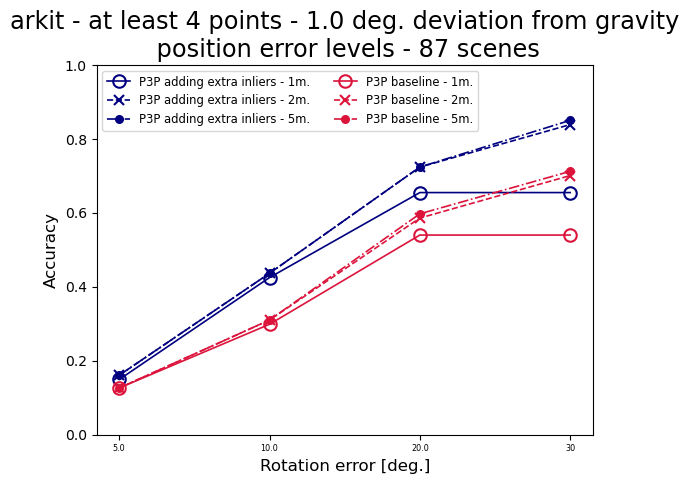 arkit - at least 4 points - 1.0 deg. deviation from gravity
position error levels - 87 scenes
P3P adding extra inliers - 1m.
P3P adding extra inliers - 2m.
P3P adding extra inliers - 5m.
P3P baseline - 1m.
P3P baseline - 2m.
P3P baseline - 5m.
Accuracy
1.0
0.8
0.6
0.4
0.2
0.0
5.0 10.0 20.0 30
Rotation error [deg.]